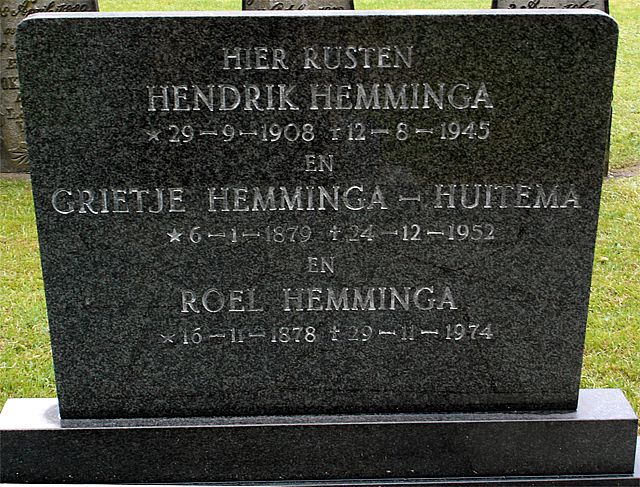 HIER RUSTEN
HENDRIK HEMMINGA
★ 29-9-1908 † 12-8-1945
EN
GRIETJE HEMMINGA - HUITEMA
★ 6-1-1879 † 24-12-1952
EN
ROEL HEMMINGA
★ 16-11-1878 † 29-11-1974